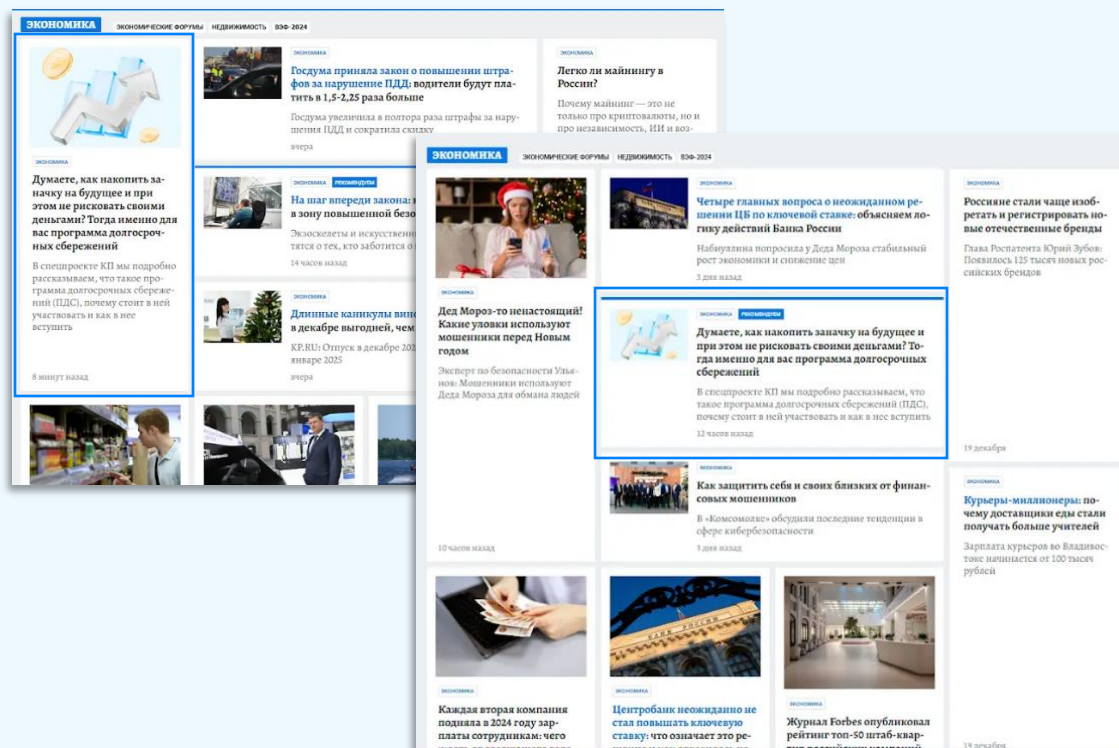 ЭКОНОМИКА ЭКОНОМИЧЕСКИЕ ФОРУМЫ НЕДВИЖИМОСТЬ ВЭФ-2024
ЭКОНОМИКА
Думаете, как накопить за-
начку на будущее и при
этом не рисковать своими
деньгами? Тогда именно для
вас программа долгосроч-
ных сбережений
В спецпроекте КП мы подробно
рассказываем, что такое про-
грамма долгосрочных сбереже-
ний (ПДС), почему стоит в ней
участвовать и как в нее
вступить
8 минут назад
ЭКОНОМИКА
Госдума приняла закон о повышении штра-
фов за нарушение ПДД: водители будут пла-
тить в 1,5-2,25 раза больше
Госдума увеличила в полтора раза штрафы за нару-
шения ПДД и сократила скидку
вчера
ЭКОНОМИКА
Легко ли майнингу в
России?
Почему майнинг — это не
только про криптовалюты, но и
про независимость, ИИ и воз-
ЭКОНОМИКА РЕКОМЕНДУЕМ
На шаг впереди закона:
в зону повышенной безо
Экзоскелеты и искусственн
тятся о тех, кто заботится о
14 часов назад
ЭКОНОМИКА
Длинные каникулы
в декабре выгодней, чем
KP.RU: Отпуск в декабре 202
январе 2025
вчера
ЭКОНОМИКА ЭКОНОМИЧЕСКИЕ ФОРУМЫ НЕДВИЖИМОСТЬ ВЭФ-2024
ЭКОНОМИКА
Дед Мороз-то ненастоящий!
Какие уловки используют
мошенники перед Новым
годом
Эксперт по безопасности Улья-
нов: Мошенники используют
Деда Мороза для обмана людей
10 часов назад
ЭКОНОМИКА
Четыре главных вопроса о неожиданном ре-
шении ЦБ по ключевой ставке: объясняем ло-
гику действий Банка России
Набиуллина попросила у Деда Мороза стабильный
рост экономики и снижение цен
3 дня назад
ЭКОНОМИКА РЕКОМЕНДУЕМ
Думаете, как накопить заначку на будущее и
при этом не рисковать своими деньгами? То-
гда именно для вас программа долгосрочных
сбережений
В спецпроекте КП мы подробно рассказываем, что
такое программа долгосрочных сбережений (ПДС),
почему стоит в ней участвовать и как в нее вступить
12 часов назад
ЭКОНОМИКА
Как защитить себя и своих близких от финан-
совых мошенников
В «Комсомолке» обсудили последние тенденции в
сфере кибербезопасности
3 дня назад
ЭКОНОМИКА
Россияне стали чаще изоб-
ретать и регистрировать но-
вые отечественные бренды
Глава Роспатента Юрий Зубов:
Появилось 125 тысяч новых рос-
сийских брендов
19 декабря
ЭКОНОМИКА
Курьеры-миллионеры: по-
чему доставщики еды стали
получать больше учителей
Зарплата курьеров во Владивос-
токе начинается от 100 тысяч
рублей
19 декабря
ЭКОНОМИКА
Каждая вторая компания
подняла в 2024 году зар-
платы сотрудникам: чего
ЭКОНОМИКА
Центробанк неожиданно не
стал повышать ключевую
ставку: что означает это ре-
ЭКОНОМИКА
Журнал Forbes опубликовал
рейтинг топ-50 штаб-квар-